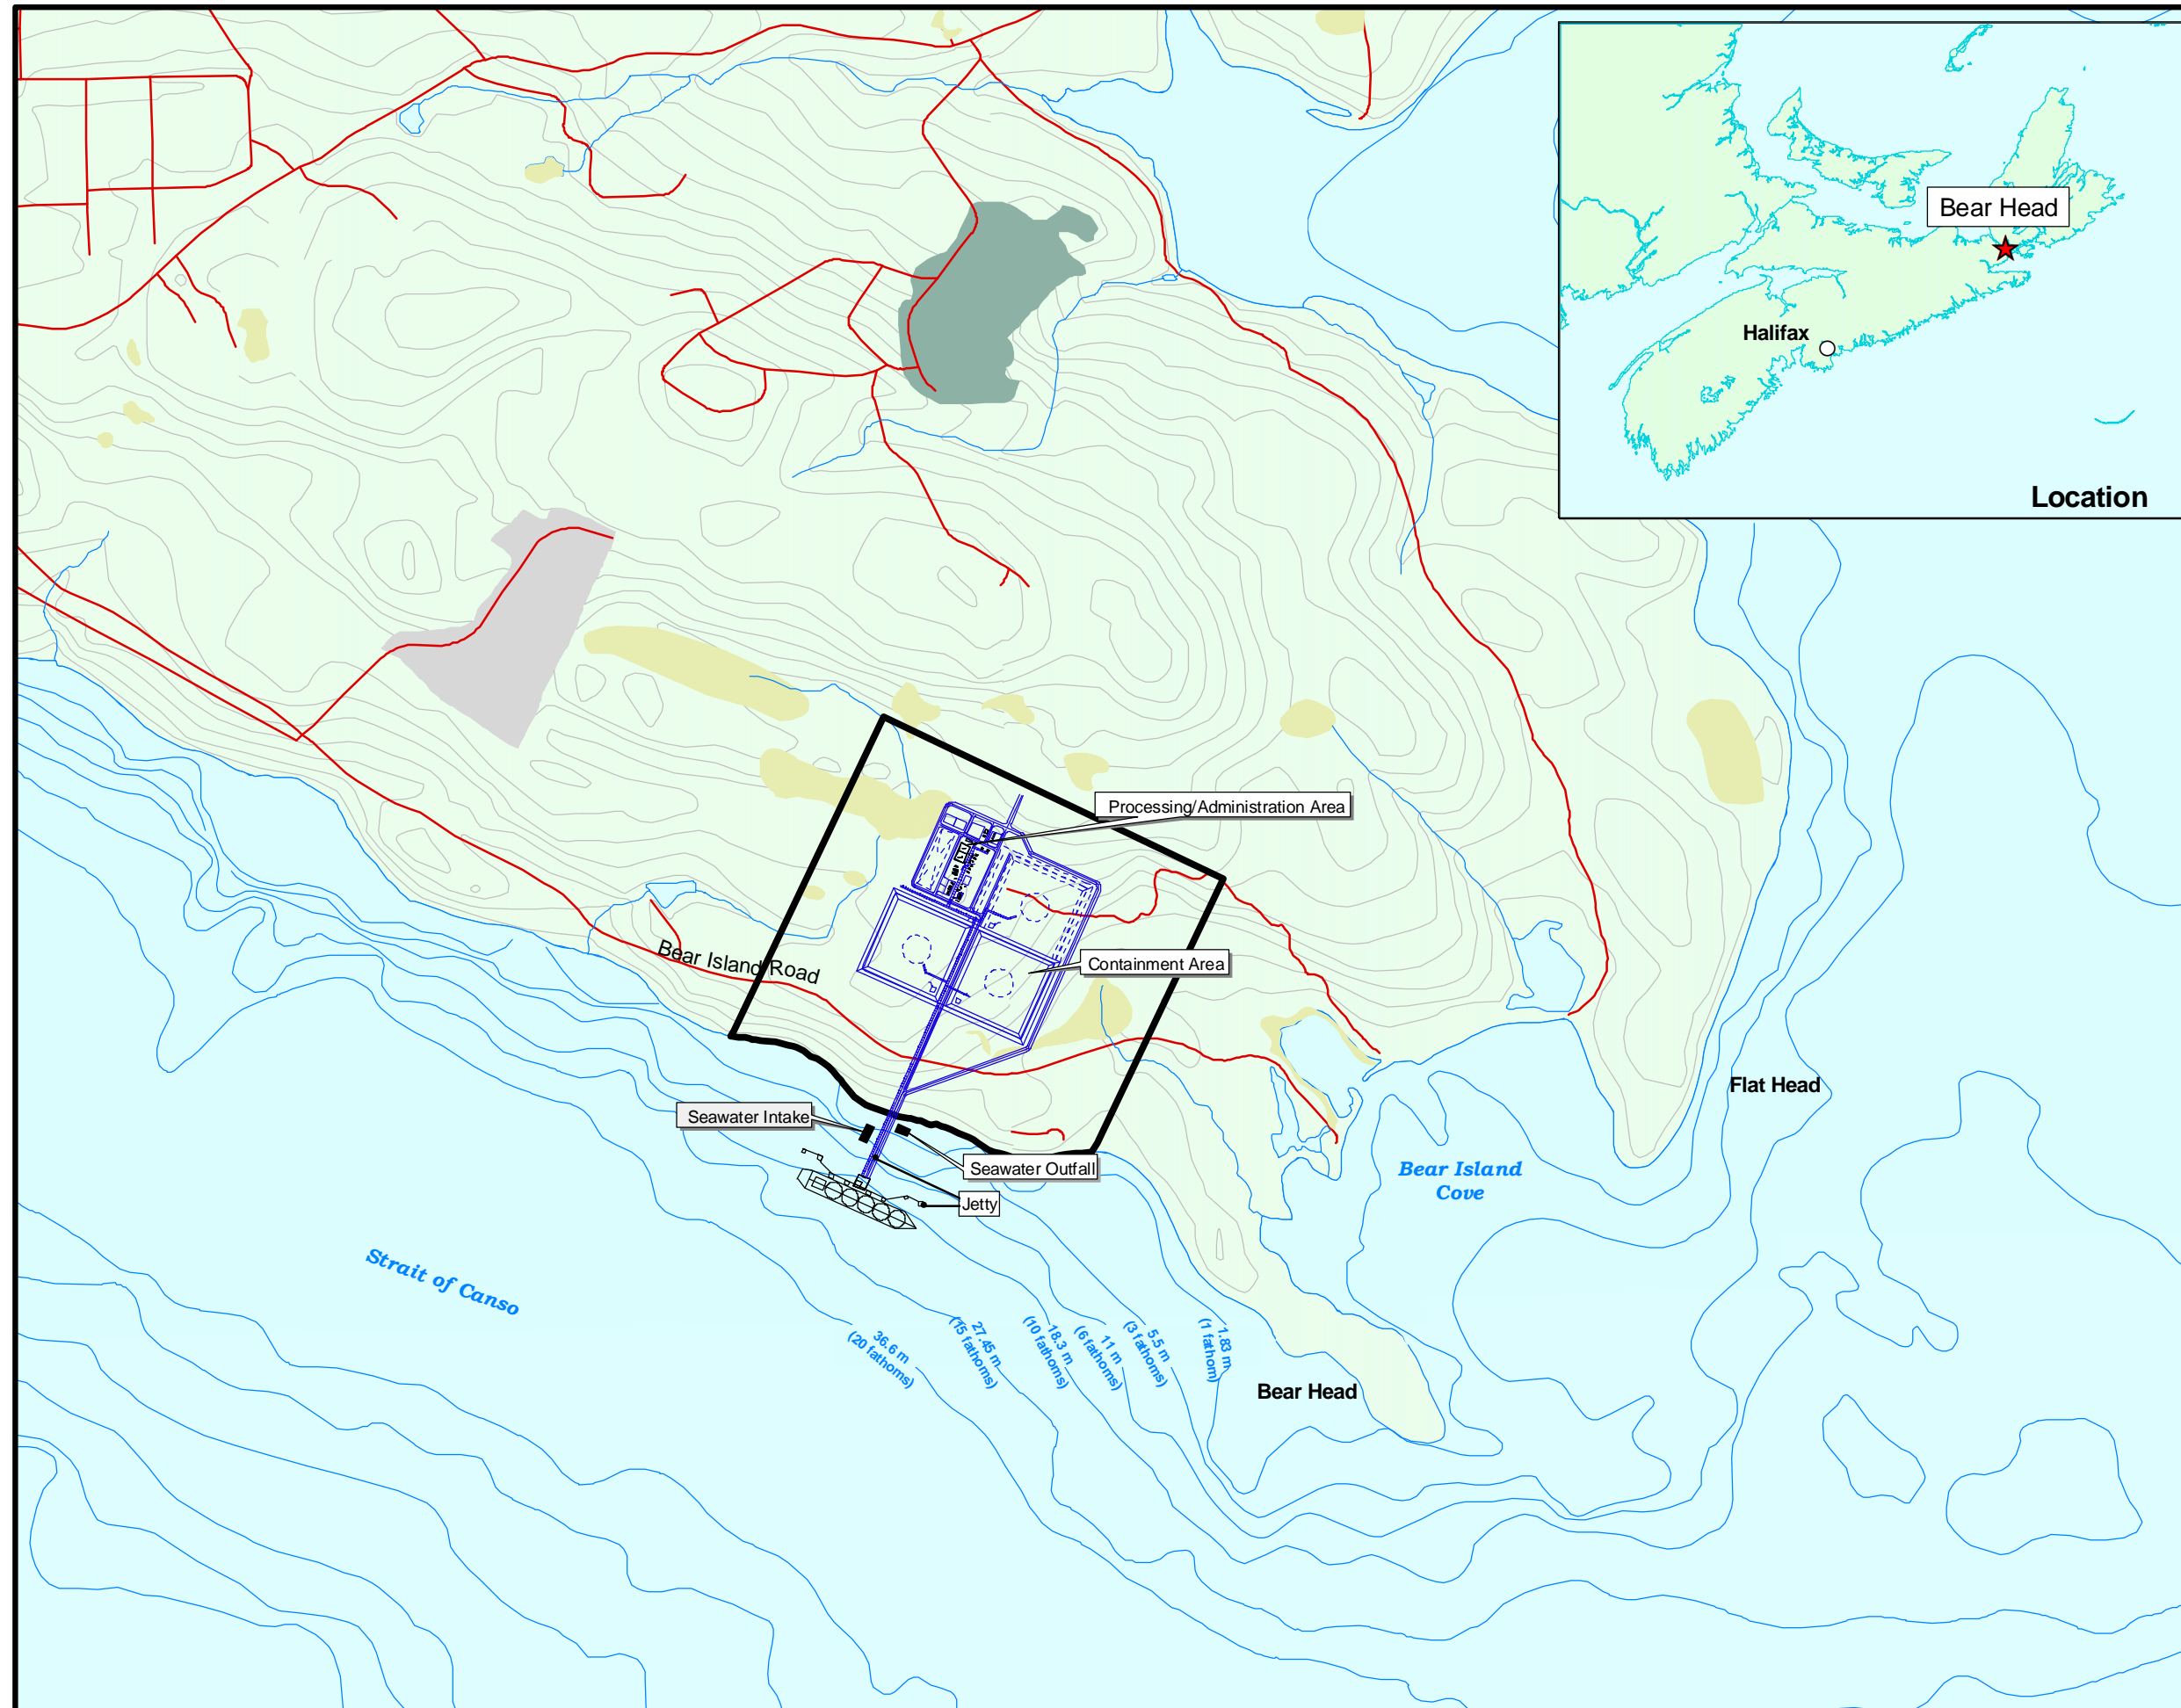 Bear Head
Halifax
Location
Processing/Administration Area
Bear Island Road
Containment Area
Flat Head
Seawater Intake
Seawater Outfall
Bear Island
Cove
Jetty
Strait of Canso
36.6 m
(20 fathoms)
27.45 m
(15 fathoms)
18.3 m
(10 fathoms)
11 m
(6 fathoms)
5.5 m
(3 fathoms)
1.83 m
(1 fathom)
Bear Head